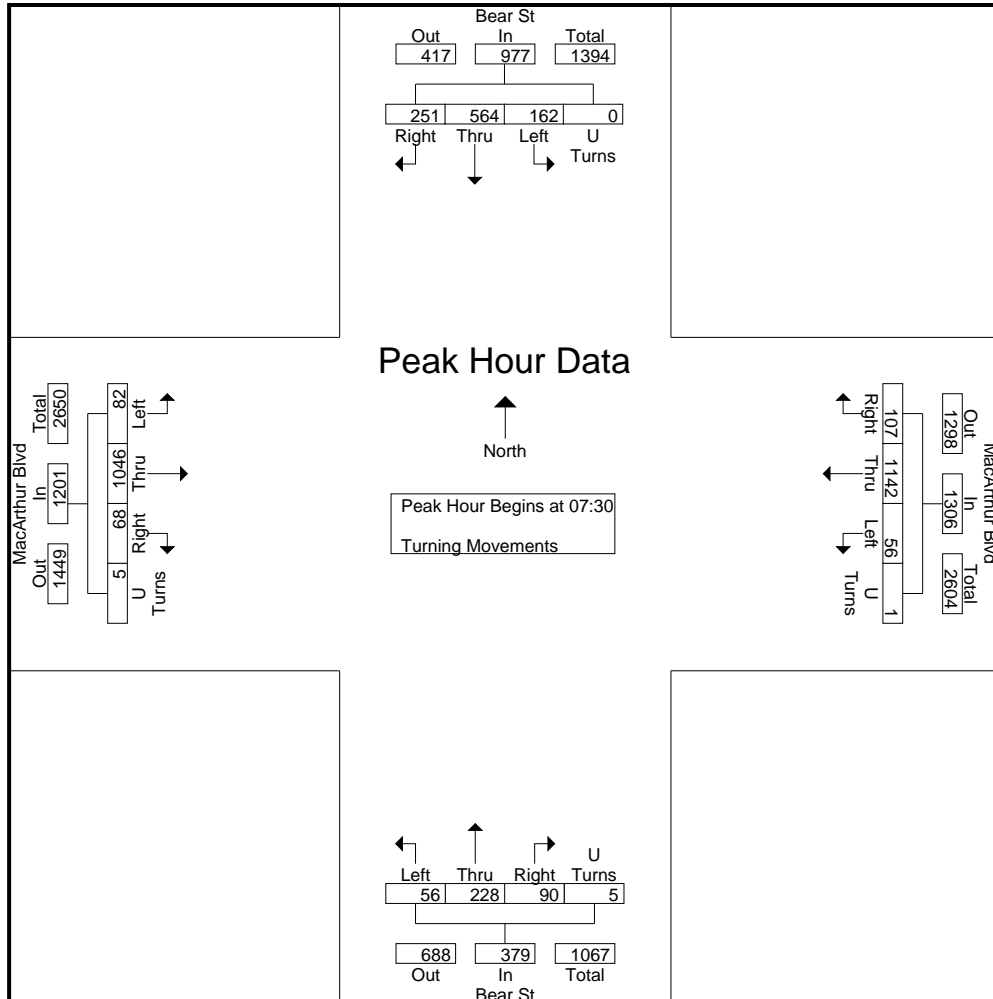 Bear St
Out In Total
417 977 1394
251 564 162 0
Right Thru Left U
Turns
Peak Hour Data
North
Peak Hour Begins at 07:30
Turning Movements
MacArthur Blvd
Total In Out
2650 1201 1449
82 1046 68 5
Left Thru Right U
Turns
MacArthur Blvd
Out In Total
1298 1306 2604
107 1142 56 1
Right Thru Left U
Turns
U
Left Thru Right Turns
56 228 90 5
688 379 1067
Out In Total
Bear St